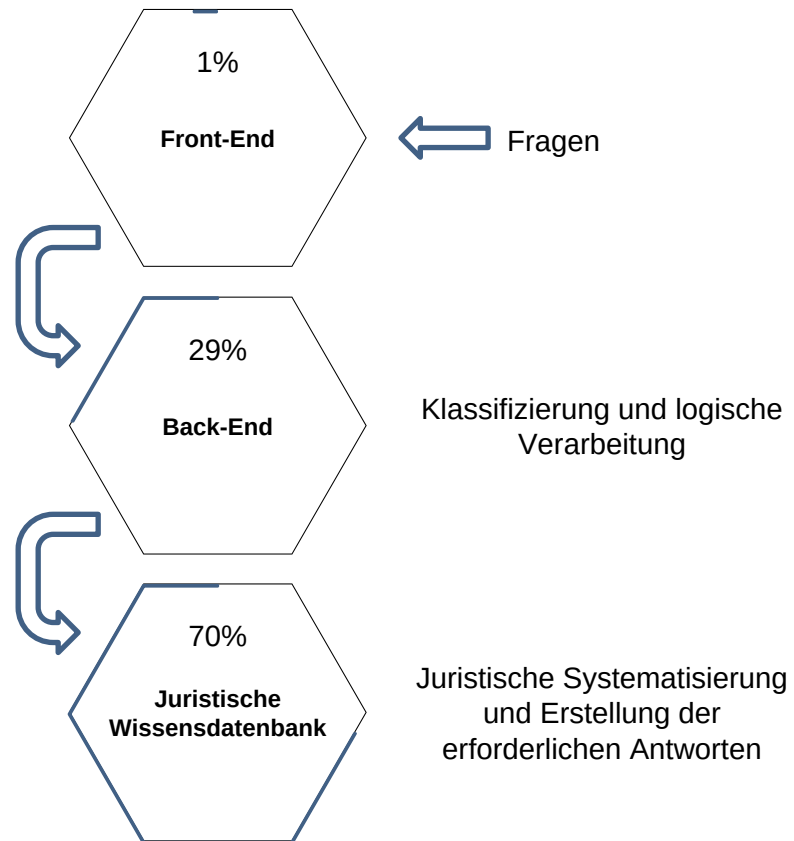 1%
Front-End
Fragen
29%
Back-End
Klassifizierung und logische
Verarbeitung
70%
Juristische
Wissensdatenbank
Juristische Systematisierung
und Erstellung der
erforderlichen Antworten